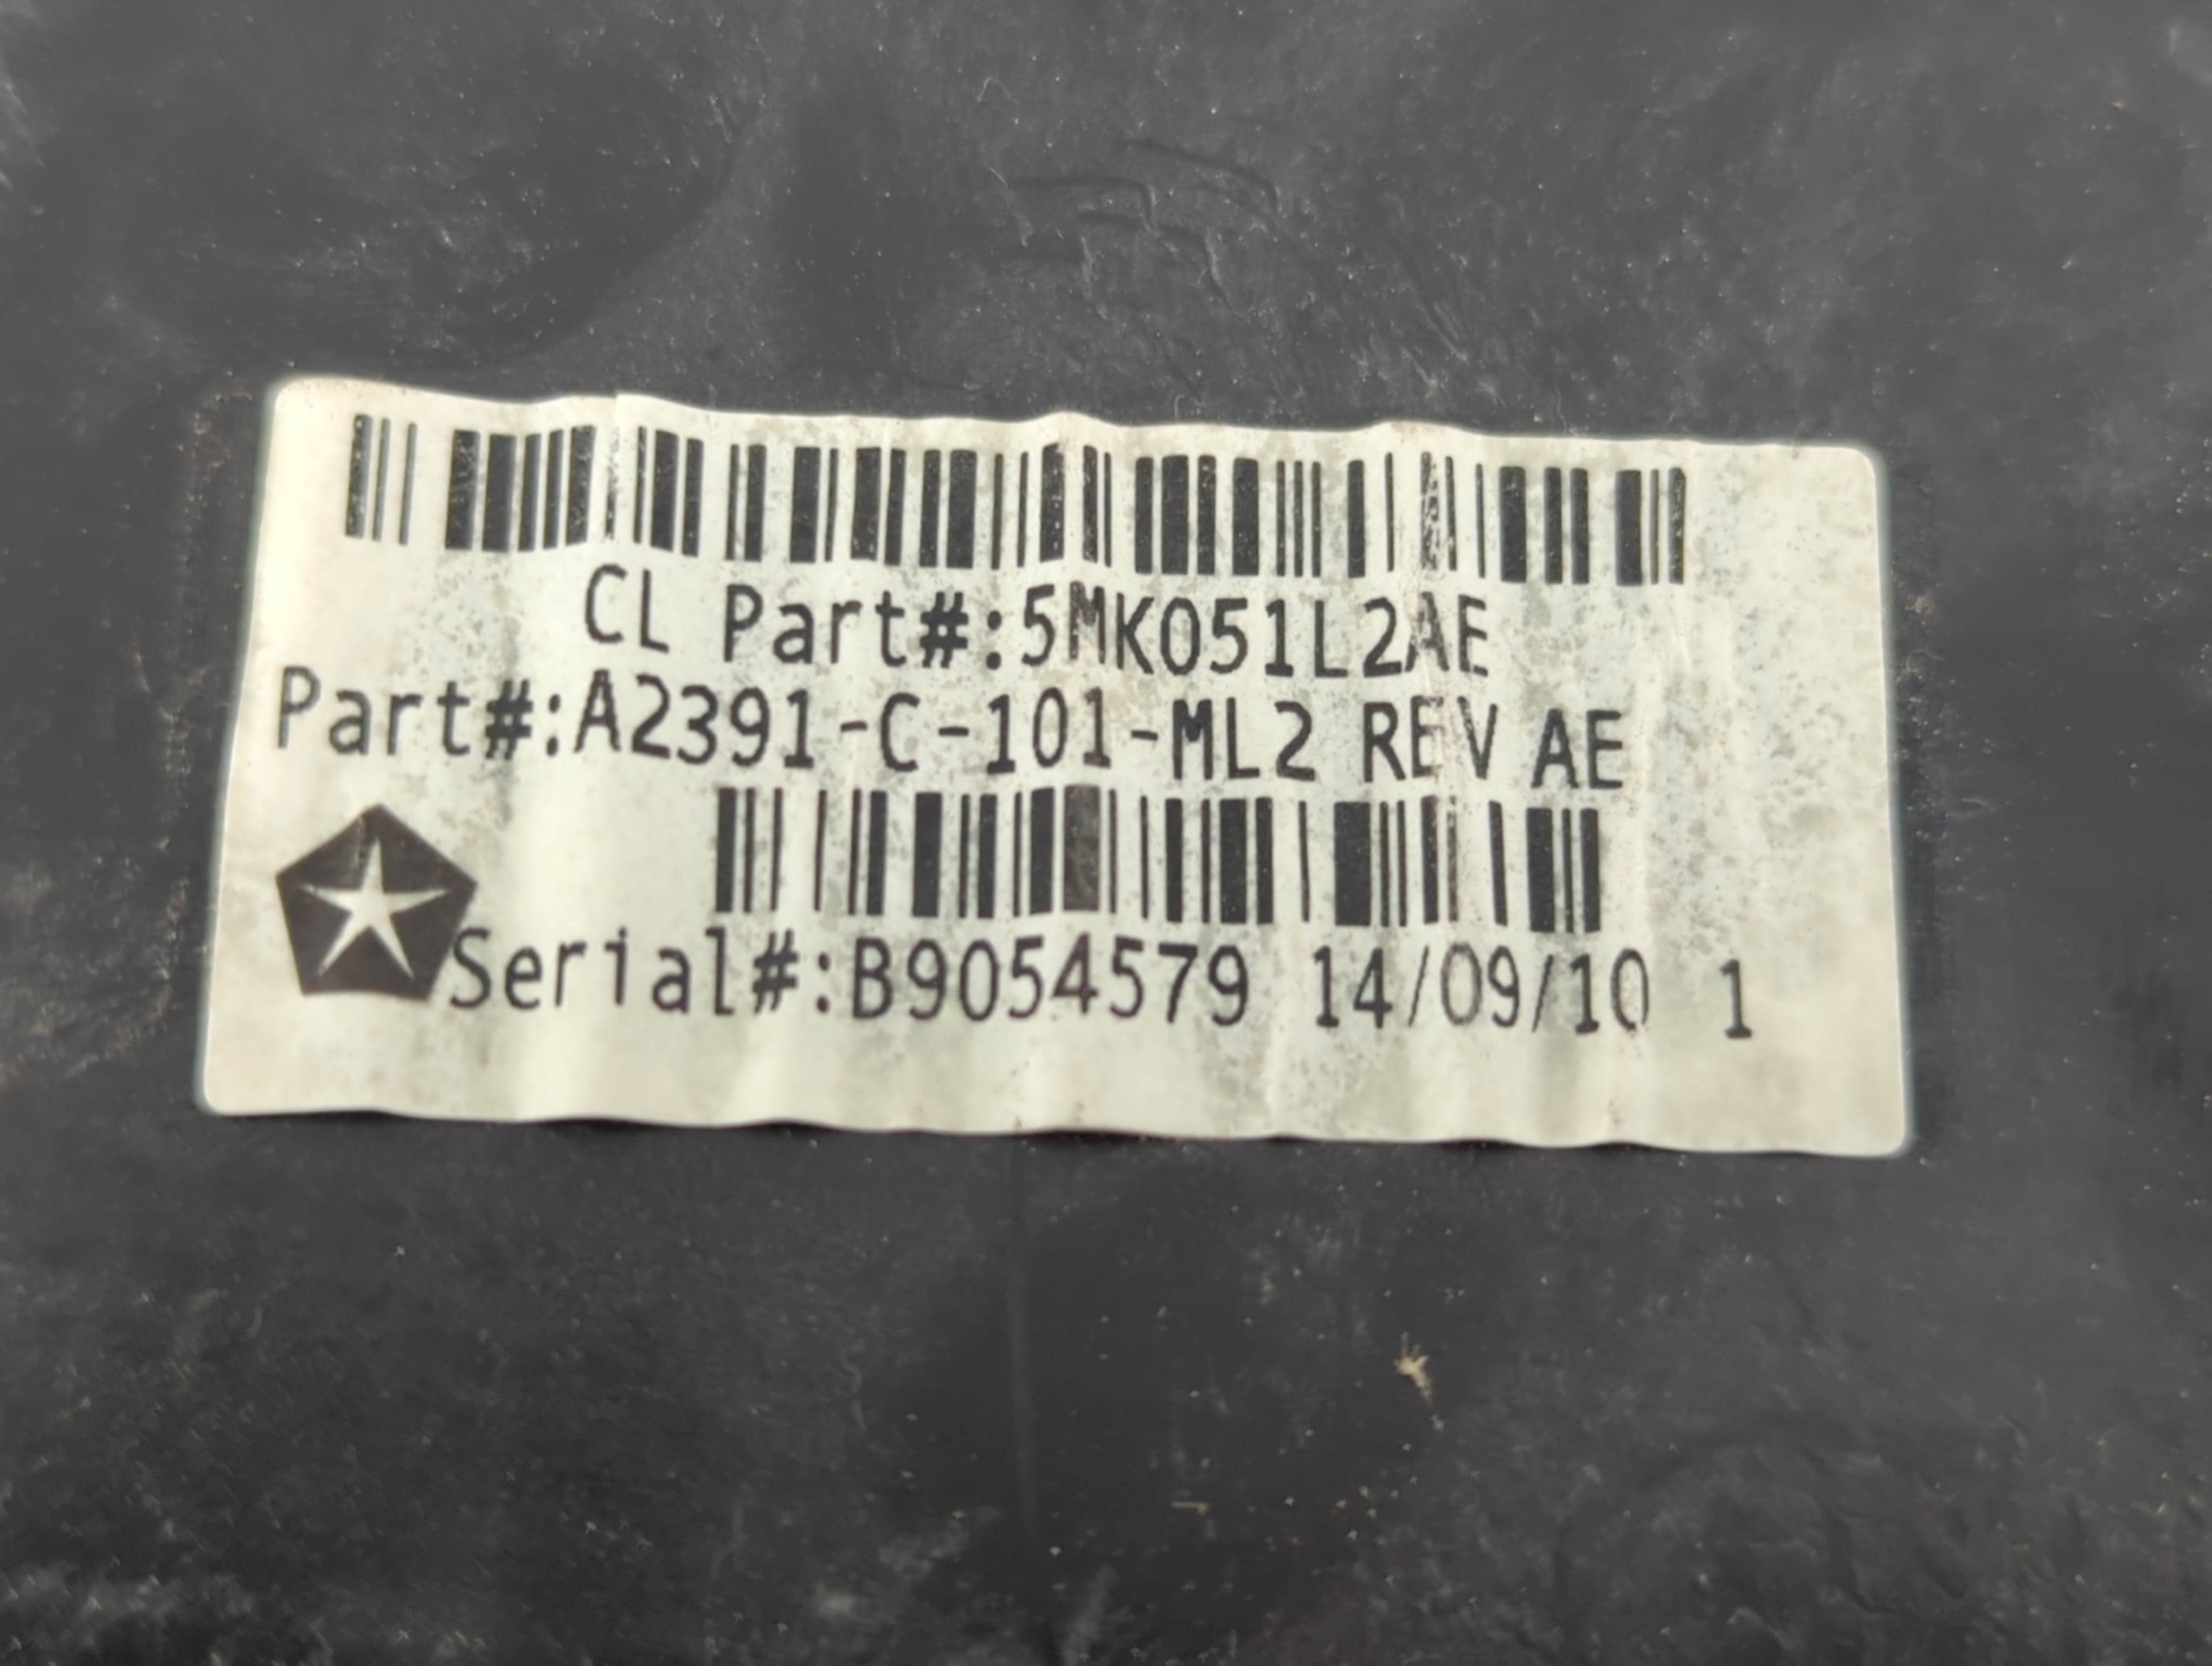 CL Part#:5MK051L2AE
Part#:A2391-C-101-ML2 REV AE
Serial#:B9054579 14/09/10 1